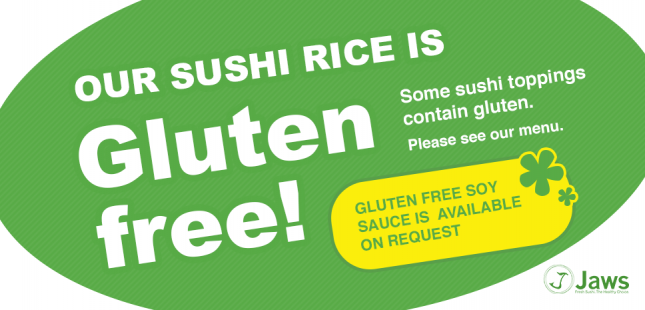 OUR SUSHI RICE IS
Gluten
free!
Some sushi toppings
contain gluten.
Please see our menu.
GLUTEN FREE SOY
SAUCE IS AVAILABLE
ON REQUEST
Jaws